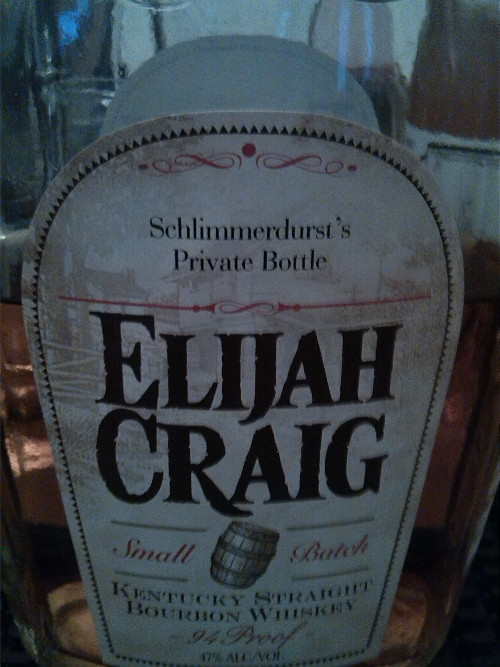 Schlimmerdurst's
Private Bottle
ELIJAH
CRAIG
Small Batch
KENTUCKY STRAIGHT
BOURBON WHISKEY
- 94 Proof -
47% ALC/VOL